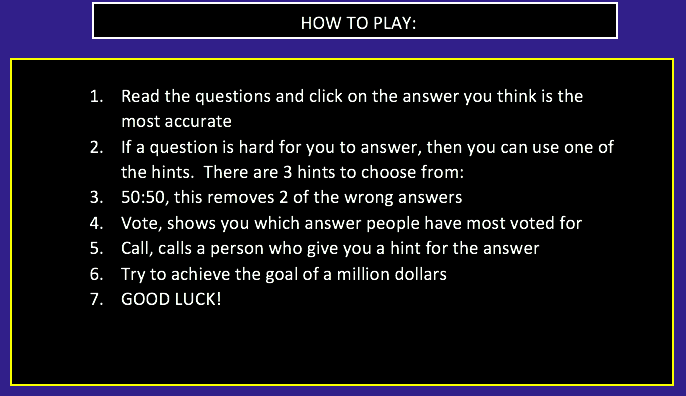 HOW TO PLAY:
1. Read the questions and click on the answer you think is the
most accurate
2. If a question is hard for you to answer, then you can use one of
the hints.  There are 3 hints to choose from:
3. 50:50, this removes 2 of the wrong answers
4. Vote, shows you which answer people have most voted for
5. Call, calls a person who give you a hint for the answer
6. Try to achieve the goal of a million dollars
7. GOOD LUCK!